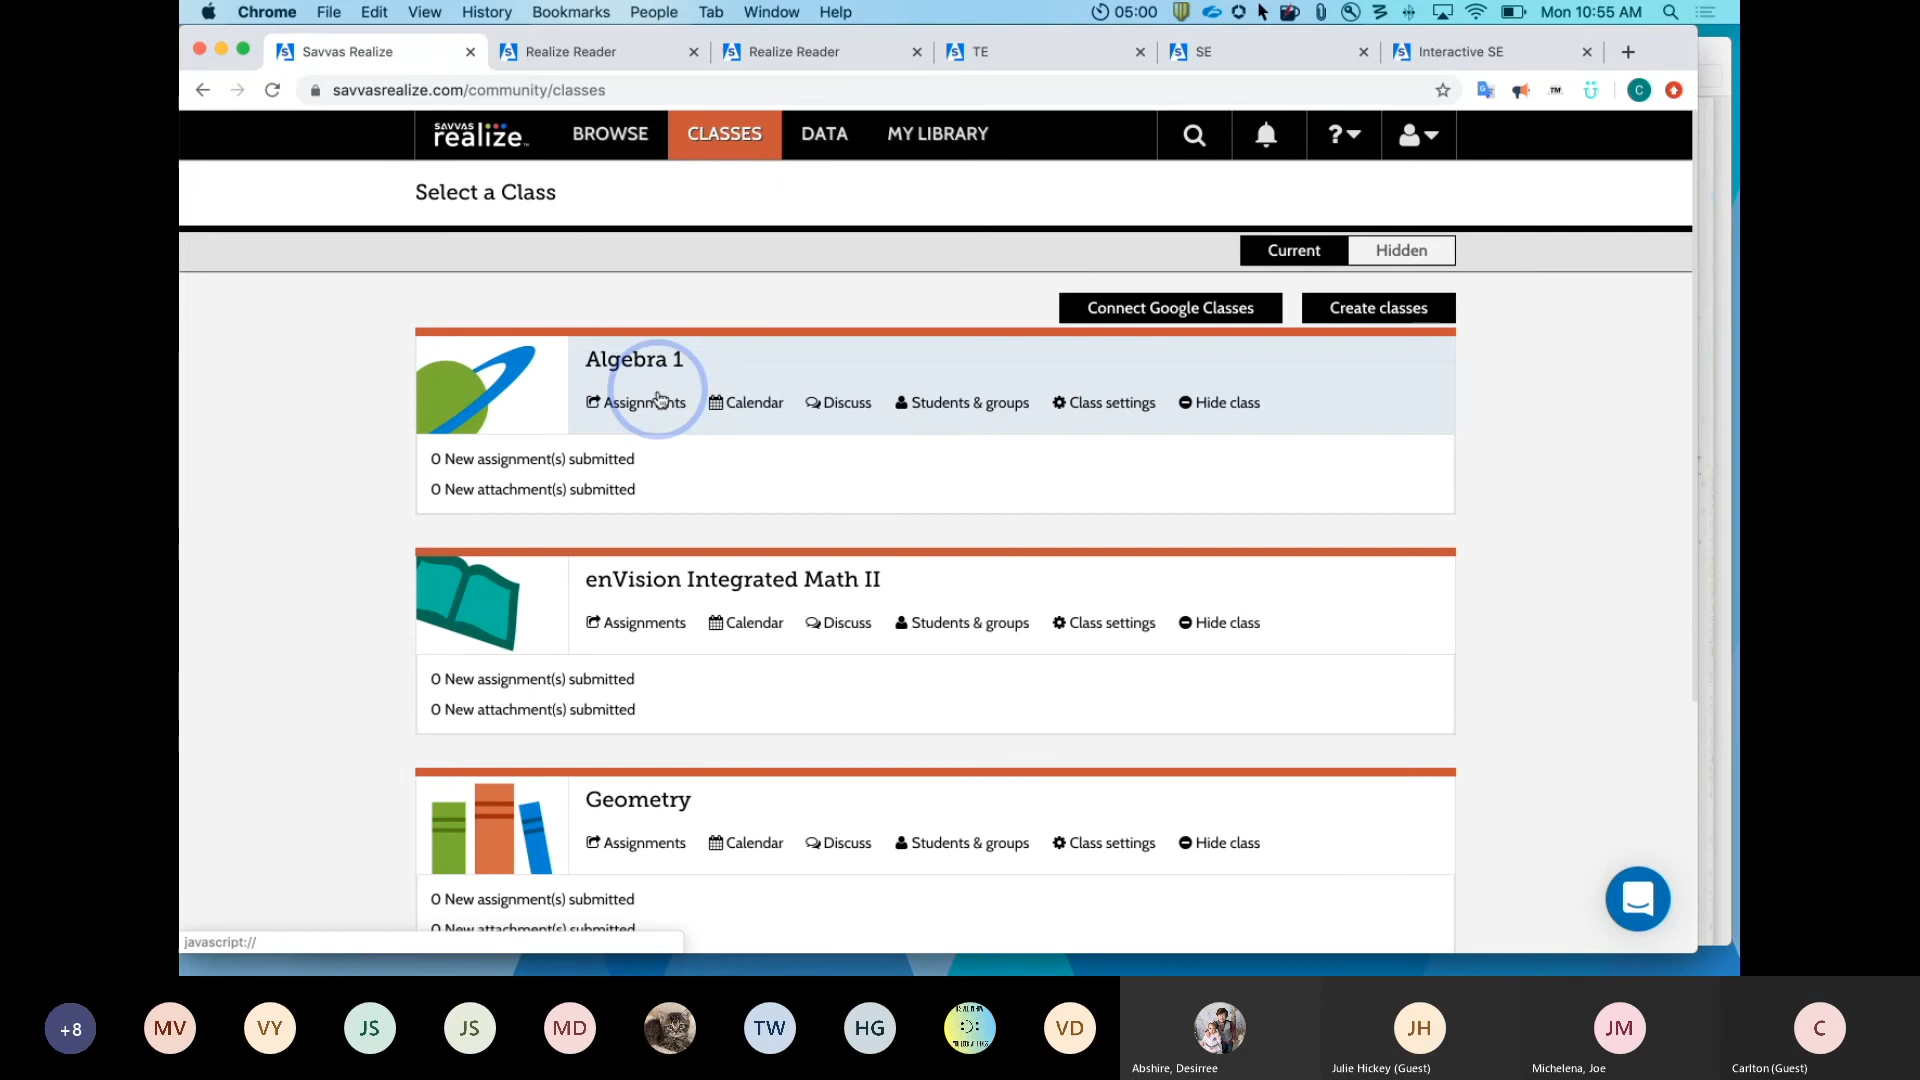 Chrome File Edit View History Bookmarks People Tab Window Help 05:00 Mon 10:55 AM
Savvas Realize Realize Reader Realize Reader TE SE Interactive SE
savvasrealize.com/community/classes TM C
SAVVAS
realize BROWSE CLASSES DATA MY LIBRARY ?
Select a Class
Current Hidden
Connect Google Classes Create classes
Algebra 1
Assignments Calendar Discuss Students & groups Class settings Hide class
0 New assignment(s) submitted
0 New attachment(s) submitted
enVision Integrated Math II
Assignments Calendar Discuss Students & groups Class settings Hide class
0 New assignment(s) submitted
0 New attachment(s) submitted
Geometry
Assignments Calendar Discuss Students & groups Class settings Hide class
0 New assignment(s) submitted
0 New attachment(s) submitted
javascript://
+8 MV VY JS JS MD TW HG VD JH JM C
Abshire, Desirree Julie Hickey (Guest) Michelena, Joe Carlton (Guest)